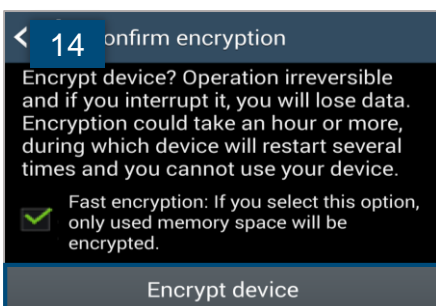 14 onfirm encryption
Encrypt device? Operation irreversible
and if you interrupt it, you will lose data.
Encryption could take an hour or more,
during which device will restart several
times and you cannot use your device.
Fast encryption: If you select this option,
only used memory space will be
encrypted.
Encrypt device